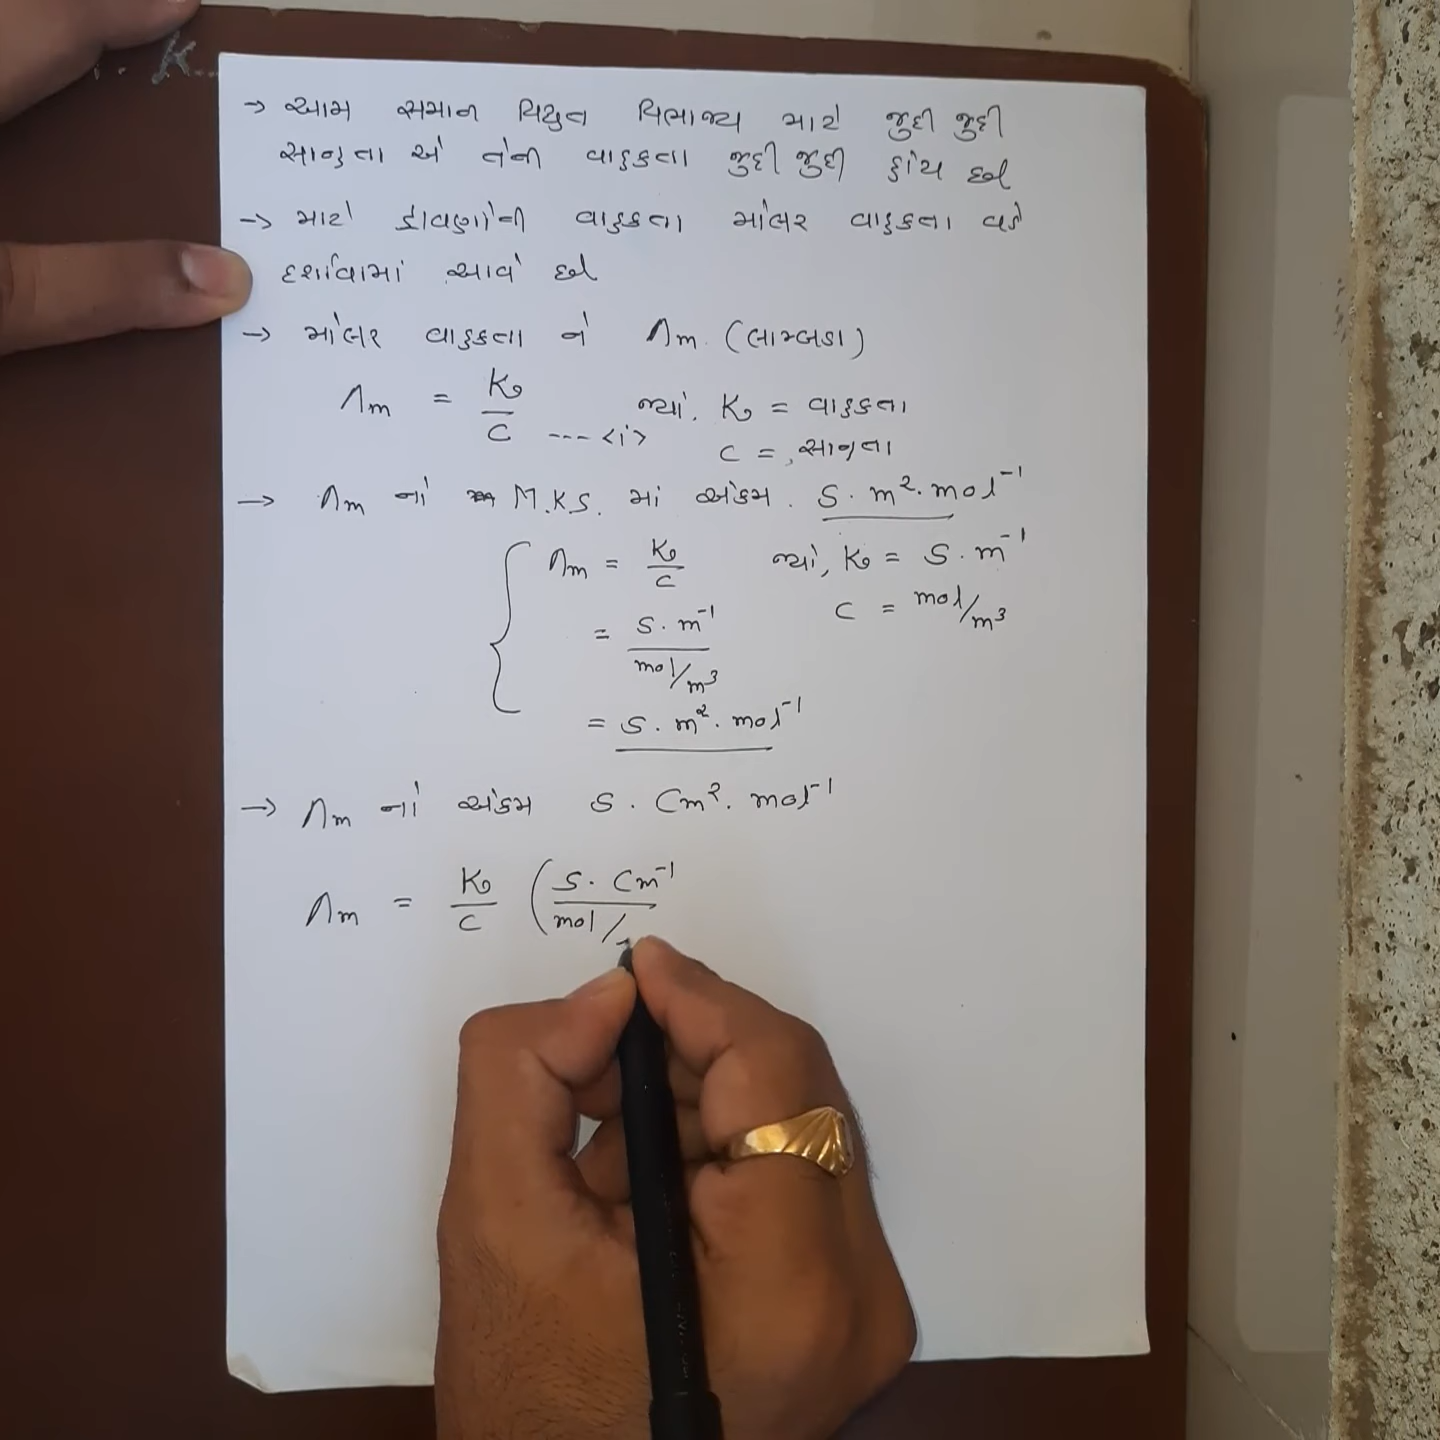 → આમ સમાન વિદ્યુત વિભાજ્ય માટે જુદી જુદી
સાન્દ્રતા એ તેની વાહકતા જુદી જુદી હોય છે
→ માટે દ્રાવણોની વાહકતા મોલર વાહકતા વડે
દર્શાવવામાં આવે છે
→ મોલર વાહકતા ને Λm (લામ્બડા)
Λm = K/C ---<i> જ્યાં. K = વાહકતા
C = સાન્દ્રતા
→ Λm નો M.K.S. માં એકમ. S. m². mol⁻¹
Λm = K/C જ્યાં, K = S. m⁻¹
= S. m⁻¹ / mol/m³ C = mol/m³
= S. m². mol⁻¹
→ Λm નો એકમ S. Cm². mol⁻¹
Λm = K/C (S. Cm⁻¹ / mol/